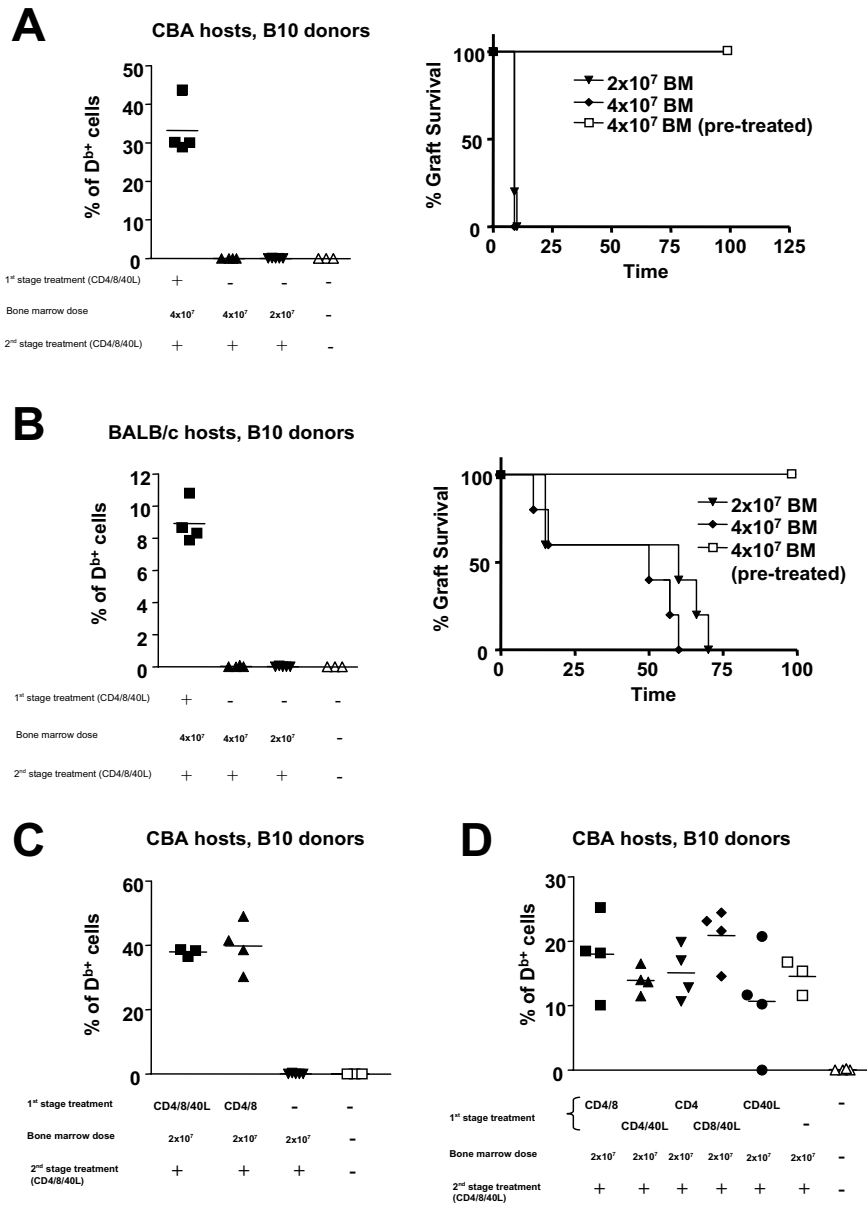 A
CBA hosts, B10 donors
% of Dᵇ⁺ cells
50
40
30
20
10
0
1ˢᵗ stage treatment (CD4/8/40L) + - - -
Bone marrow dose 4x10⁷ 4x10⁷ 2x10⁷ -
2ⁿᵈ stage treatment (CD4/8/40L) + + + -
% Graft Survival
100
50
0
2x10⁷ BM
4x10⁷ BM
4x10⁷ BM (pre-treated)
0 25 50 75 100 125
Time
B
BALB/c hosts, B10 donors
% of Dᵇ⁺ cells
12
10
8
6
4
2
0
1ˢᵗ stage treatment (CD4/8/40L) + - - -
Bone marrow dose 4x10⁷ 4x10⁷ 2x10⁷ -
2ⁿᵈ stage treatment (CD4/8/40L) + + + -
% Graft Survival
100
50
0
2x10⁷ BM
4x10⁷ BM
4x10⁷ BM
(pre-treated)
0 25 50 75 100
Time
C
CBA hosts, B10 donors
% of Dᵇ⁺ cells
60
40
20
0
1ˢᵗ stage treatment CD4/8/40L CD4/8 - -
Bone marrow dose 2x10⁷ 2x10⁷ 2x10⁷ -
2ⁿᵈ stage treatment + + + -
(CD4/8/40L)
D
CBA hosts, B10 donors
% of Dᵇ⁺ cells
30
20
10
0
CD4/8 CD4 CD40L -
1ˢᵗ stage treatment {
CD4/40L CD8/40L -
Bone marrow dose 2x10⁷ 2x10⁷ 2x10⁷ 2x10⁷ 2x10⁷ 2x10⁷ -
2ⁿᵈ stage treatment + + + + + + -
(CD4/8/40L)